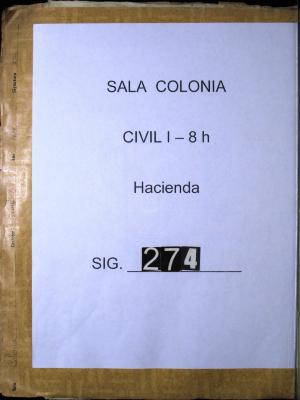 SALA COLONIA
CIVIL I – 8 h
Hacienda
SIG. 274